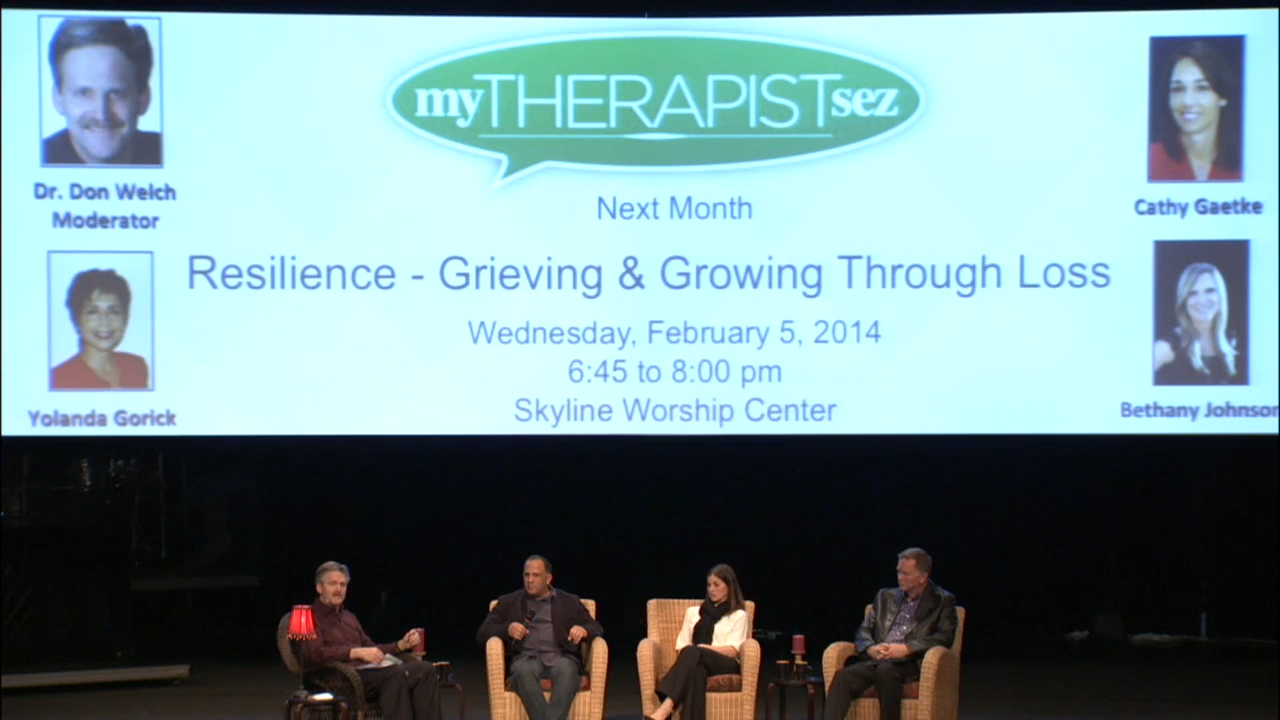 myTHERAPISTsez
Dr. Don Welch
Moderator
Cathy Gaetke
Next Month
Resilience - Grieving & Growing Through Loss
Wednesday, February 5, 2014
6:45 to 8:00 pm
Skyline Worship Center
Yolanda Gorick
Bethany Johnson